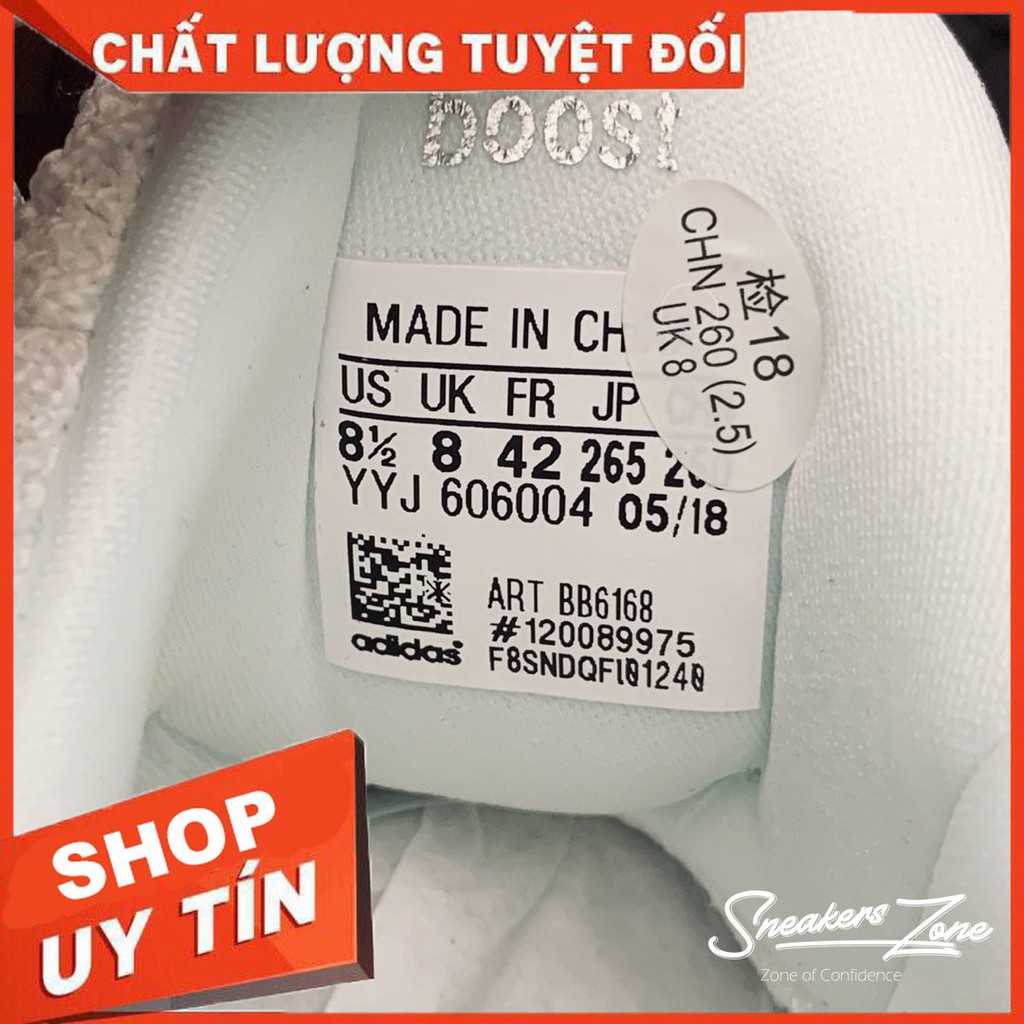 CHẤT LƯỢNG TUYỆT ĐỐI
boost
检18
CHN 260 (2.5)
UK 8
MADE IN CH
US UK FR JP
8½ 8 42 265
YYJ 606004 05/18
ART BB6168
#120089975
F8SNDQFI01240
adidas
SHOP
UY TÍN
Sneakers Zone
Zone of Confidence